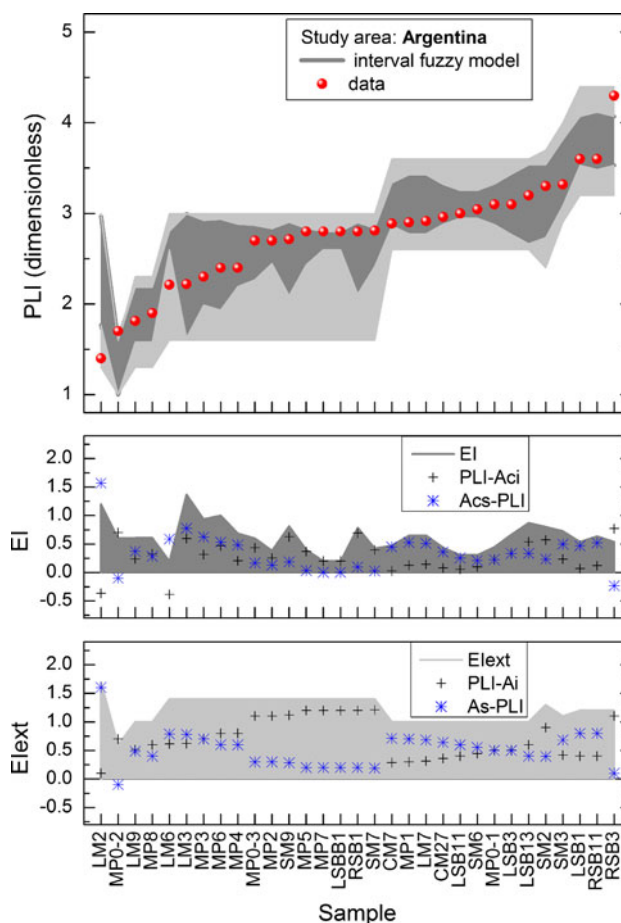 Study area: Argentina
interval fuzzy model
data
PLI (dimensionless)
5
4
3
2
1
EI
PLI-Aci
Acs-PLI
EI
2.0
1.5
1.0
0.5
0.0
-0.5
EIext
PLI-Ai
As-PLI
EIext
2.0
1.5
1.0
0.5
0.0
-0.5
LM2
MP0-2
LM9
MP8
LM6
LM3
MP3
MP6
MP4
MP0-3
MP2
SM9
MP5
MP7
LSBB1
RSB1
SM7
CM7
MP1
LM7
CM27
LSB11
SM6
MP0-1
LSB3
LSB13
SM2
SM3
LSB1
RSB11
RSB3
Sample